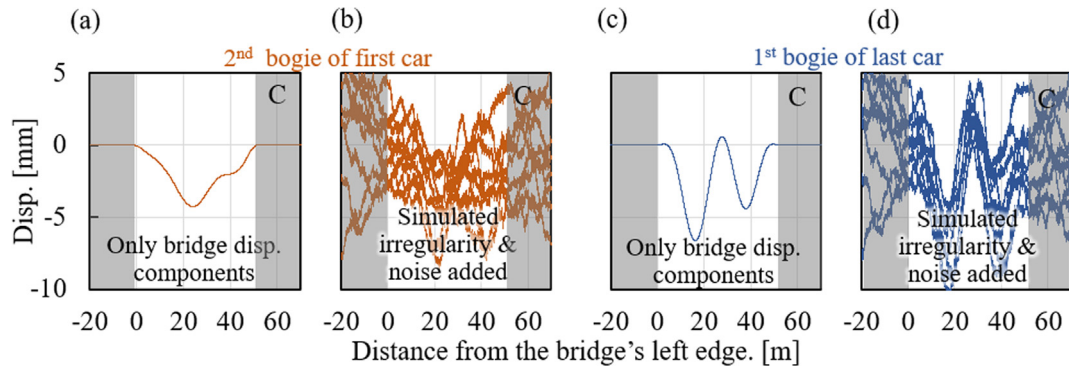 (a)
(b)
(c)
(d)
2nd bogie of first car
1st bogie of last car
Disp. [mm]
5
0
-5
-10
C
Only bridge disp.
components
C
Simulated
irregularity &
noise added
C
Only bridge disp.
components
C
Simulated
irregularity &
noise added
-20 0 20 40 60
-20 0 20 40 60
-20 0 20 40 60
-20 0 20 40 60
Distance from the bridge's left edge. [m]